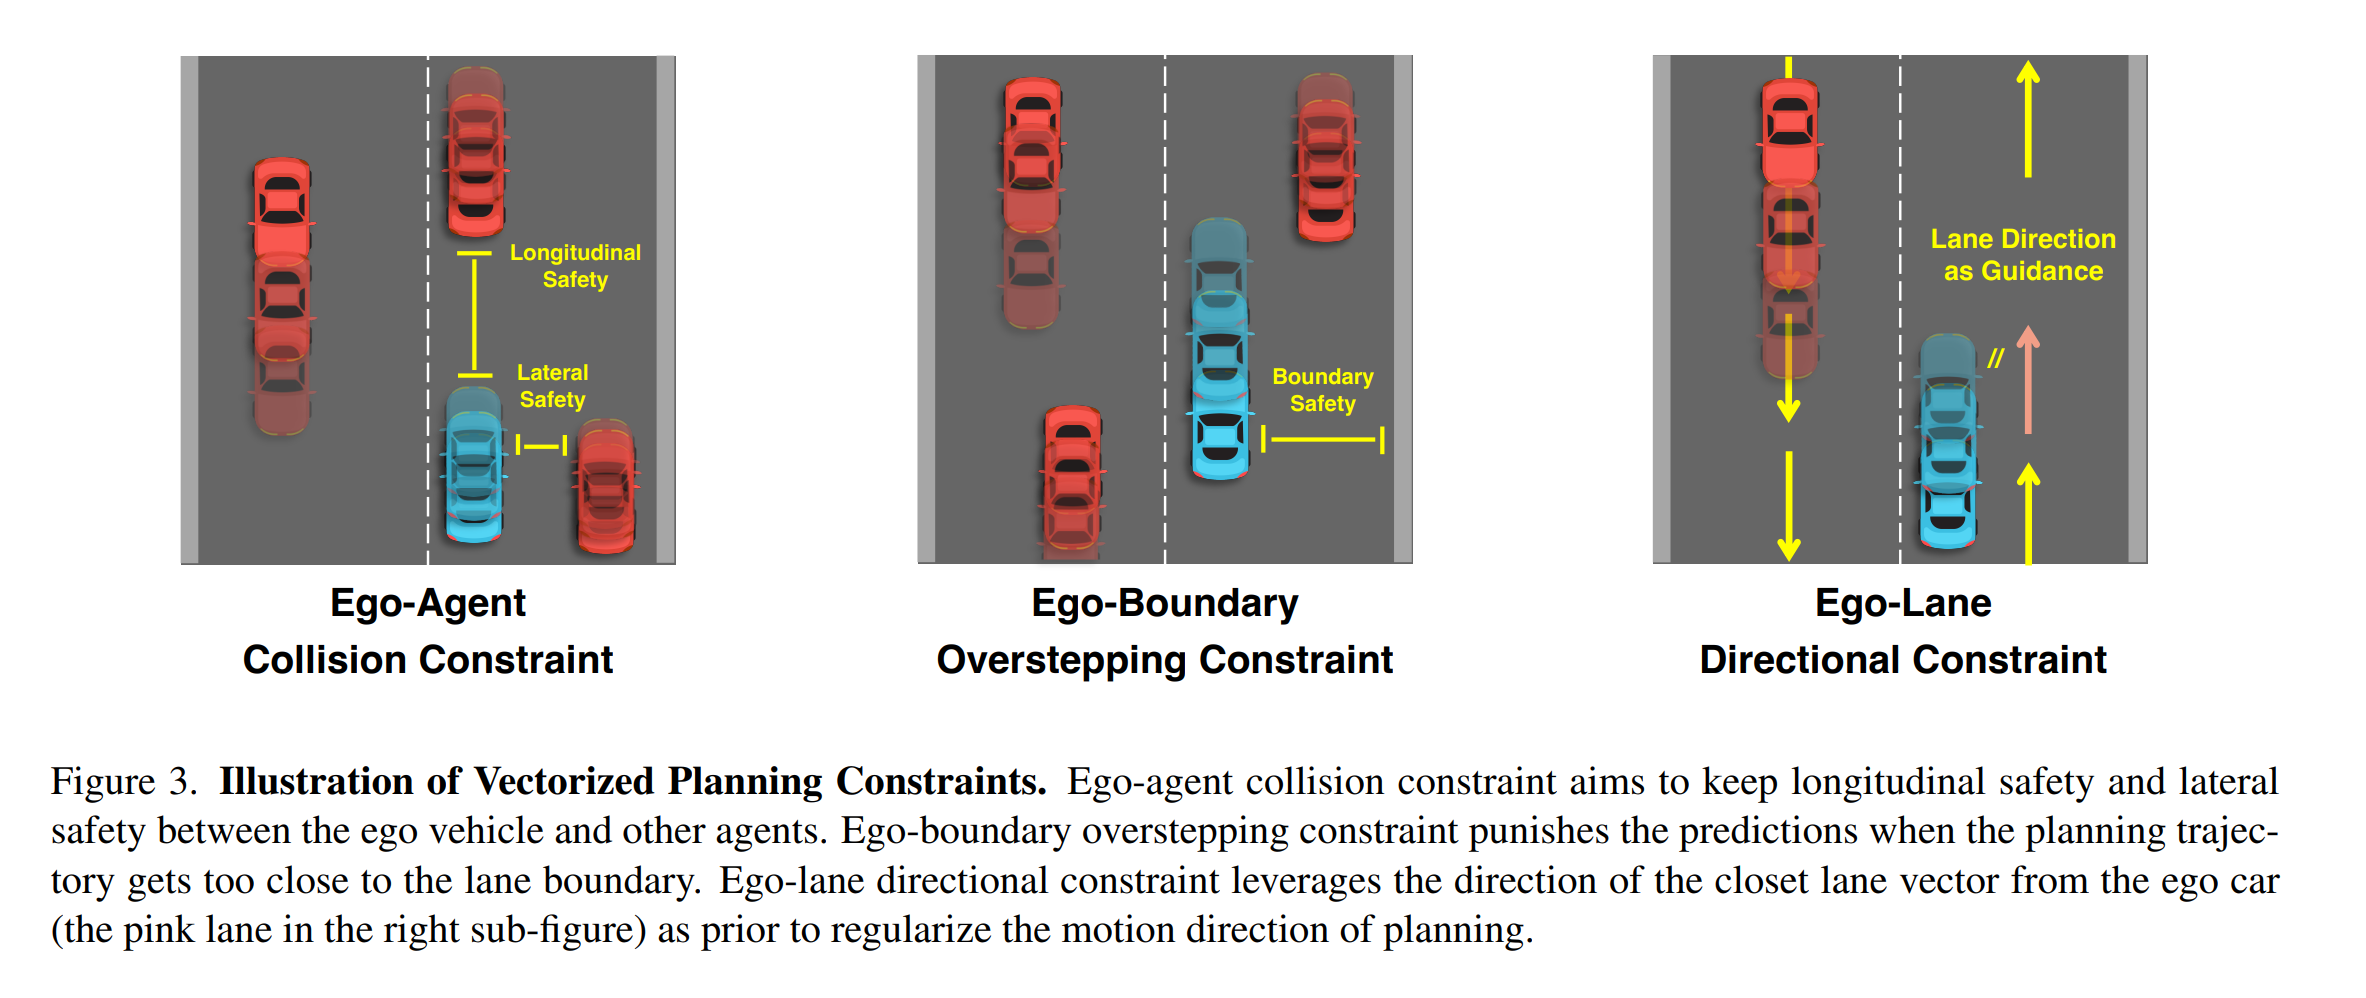 Longitudinal
Safety
Lateral
Safety
Ego-Agent
Collision Constraint
Boundary
Safety
Ego-Boundary
Overstepping Constraint
Lane Direction
as Guidance
//
Ego-Lane
Directional Constraint
Figure 3. Illustration of Vectorized Planning Constraints. Ego-agent collision constraint aims to keep longitudinal safety and lateral
safety between the ego vehicle and other agents. Ego-boundary overstepping constraint punishes the predictions when the planning trajec-
tory gets too close to the lane boundary. Ego-lane directional constraint leverages the direction of the closet lane vector from the ego car
(the pink lane in the right sub-figure) as prior to regularize the motion direction of planning.